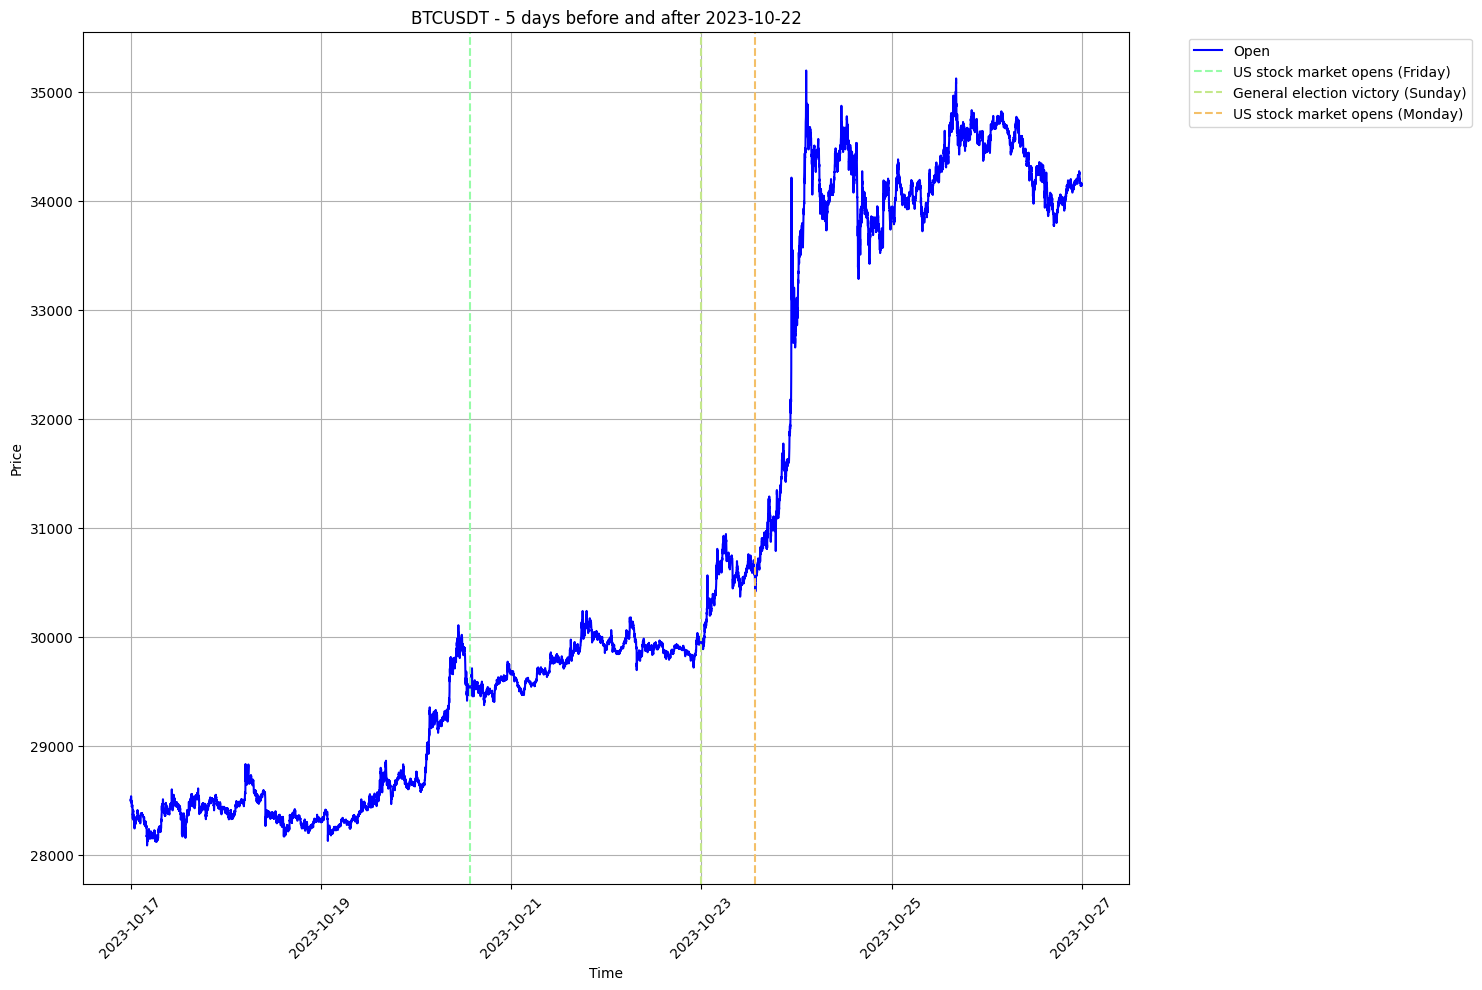 BTCUSDT - 5 days before and after 2023-10-22
Open
US stock market opens (Friday)
General election victory (Sunday)
US stock market opens (Monday)
Price
35000
34000
33000
32000
31000
30000
29000
28000
2023-10-17
2023-10-19
2023-10-21
2023-10-23
2023-10-25
2023-10-27
Time